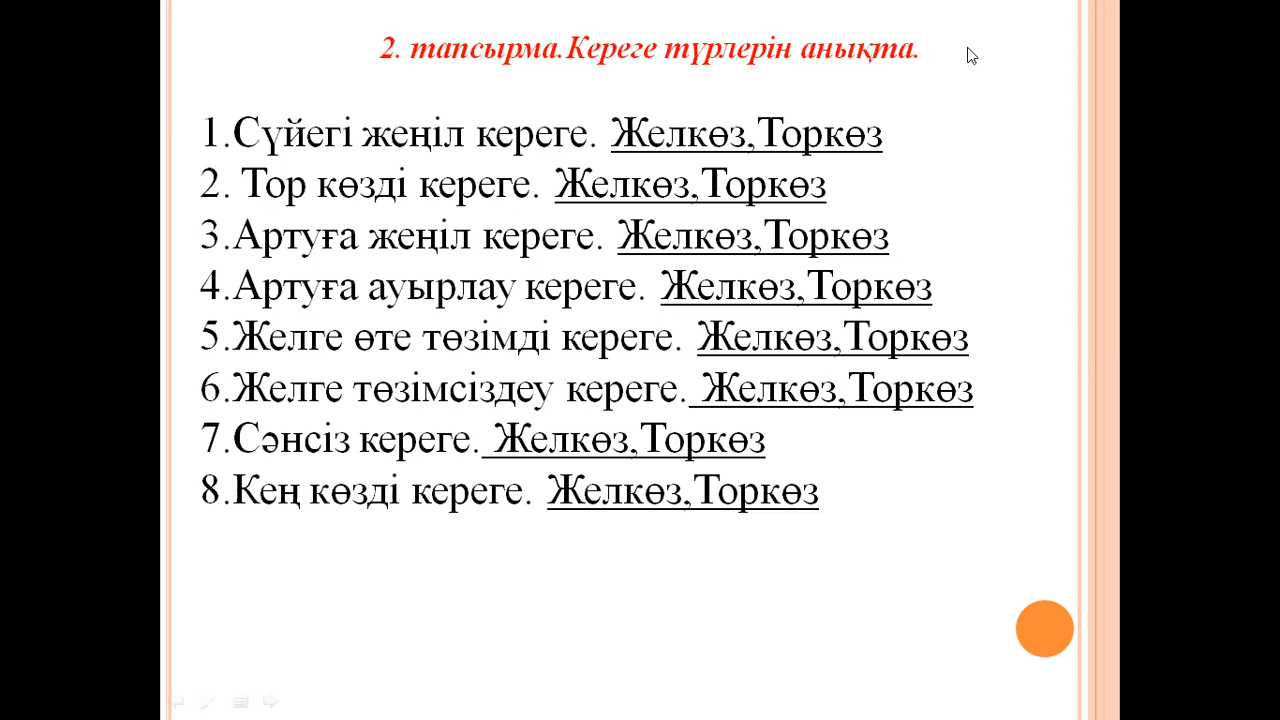 2. тапсырма.Кереге түрлерін анықта.
1.Сүйегі жеңіл кереге. Желкөз,Торкөз
2. Тор көзді кереге. Желкөз,Торкөз
3.Артуға жеңіл кереге. Желкөз,Торкөз
4.Артуға ауырлау кереге. Желкөз,Торкөз
5.Желге өте төзімді кереге. Желкөз,Торкөз
6.Желге төзімсіздеу кереге. Желкөз,Торкөз
7.Сәнсіз кереге. Желкөз,Торкөз
8.Кең көзді кереге. Желкөз,Торкөз